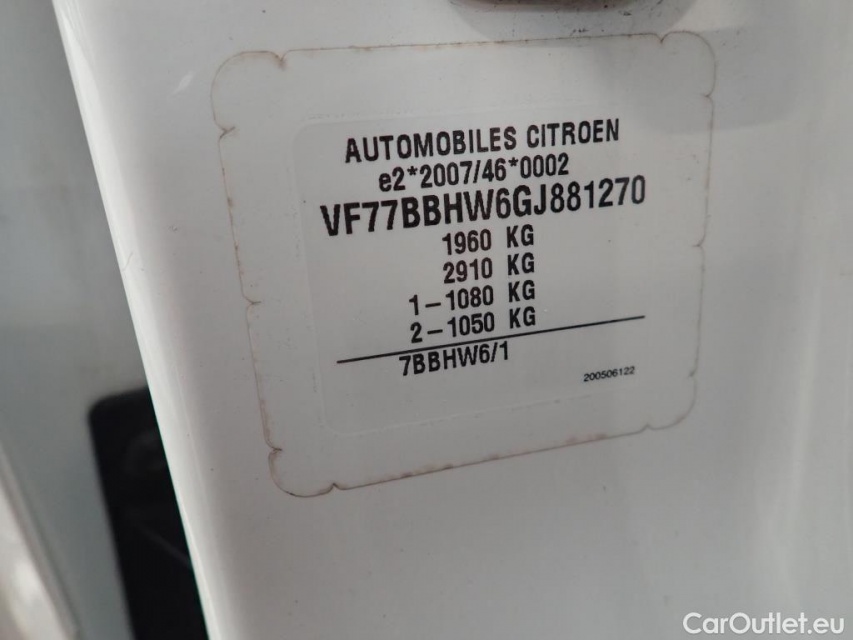 AUTOMOBILES CITROEN
e2*2007/46*0002
VF77BBHW6GJ881270
1960 KG
2910 KG
1-1080 KG
2-1050 KG
7BBHW6/1
200506122
CarOutlet.eu